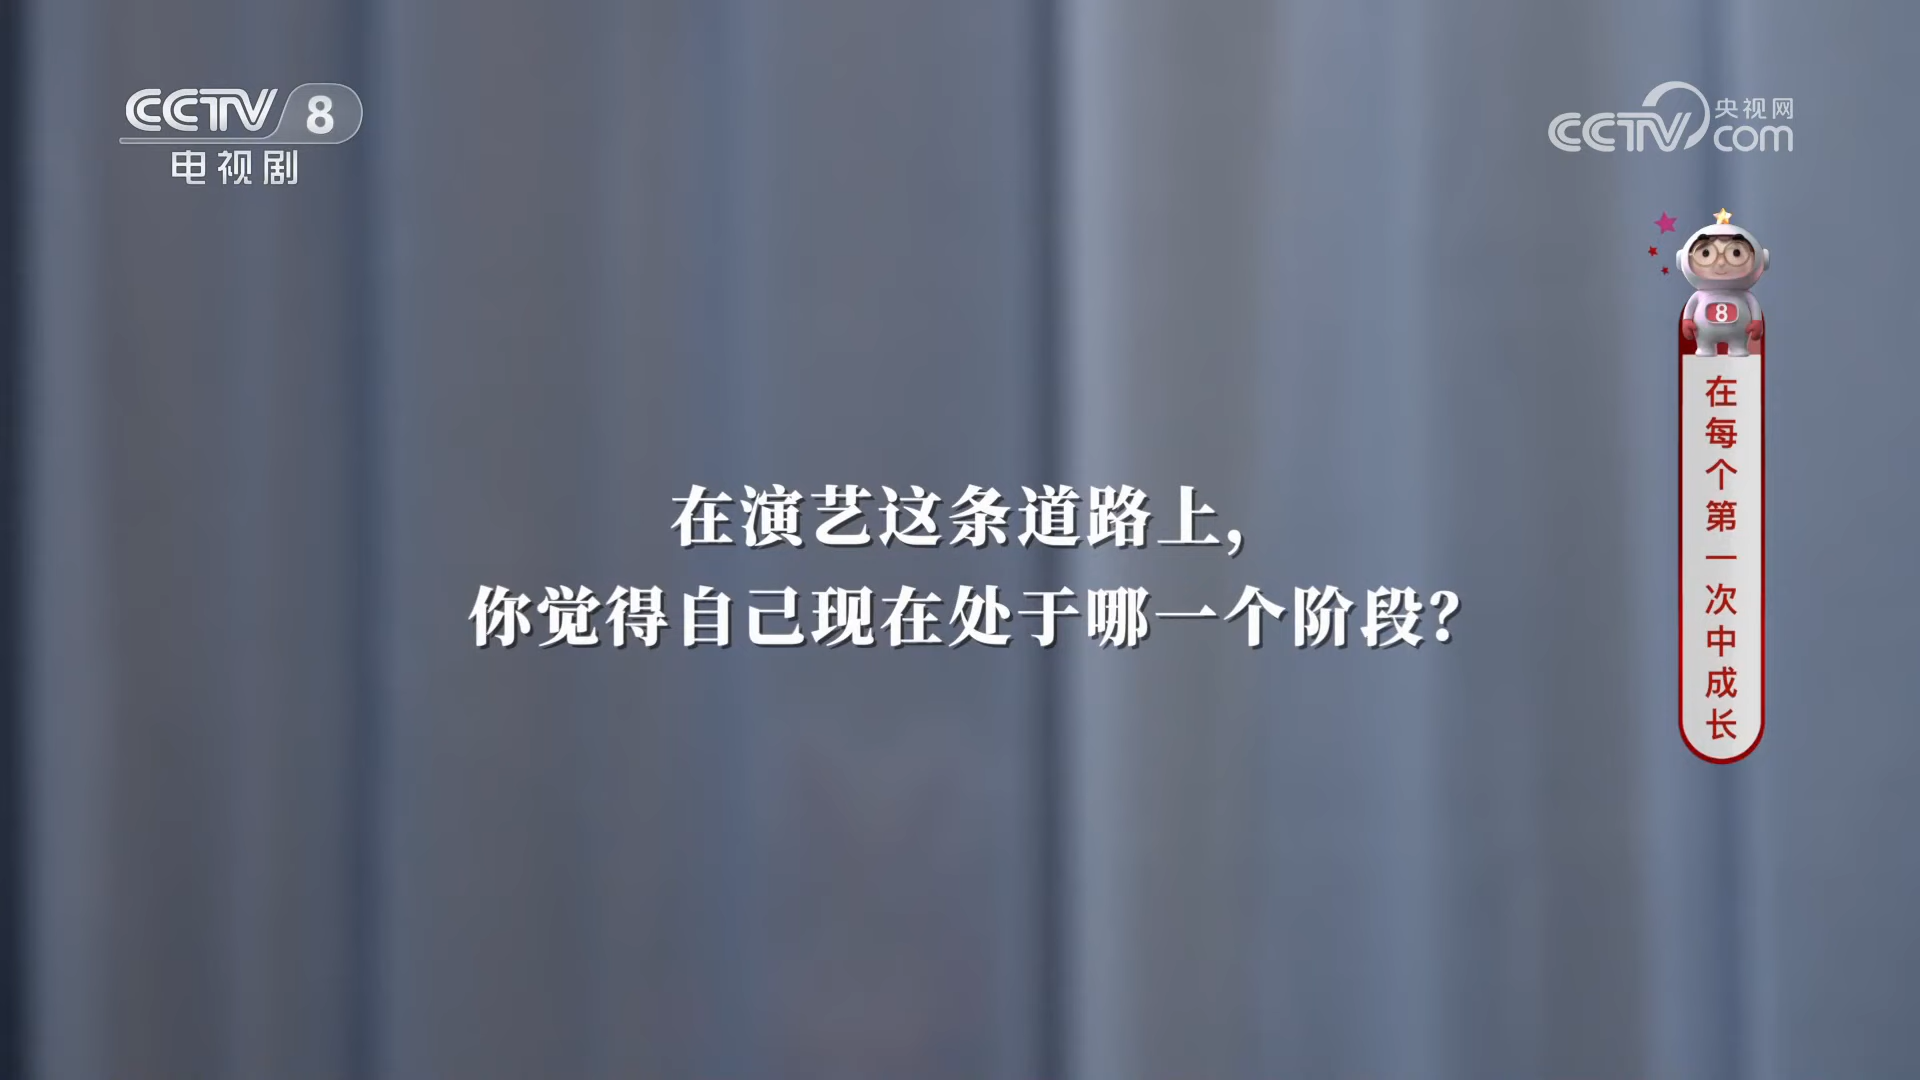 CCTV 8
电视剧
央视网
CCTV.com
8
在每个第一次中成长
在演艺这条道路上,
你觉得自己现在处于哪一个阶段?